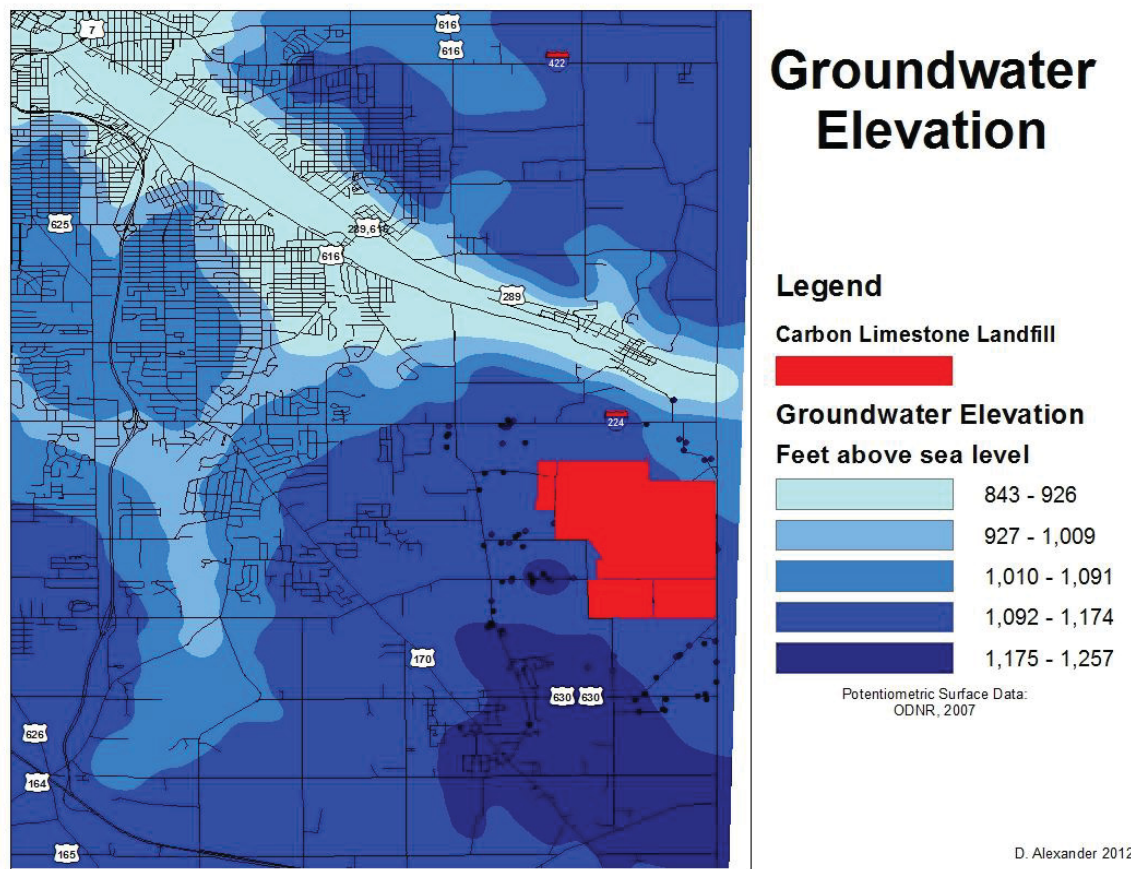 7
616
616
422
625
289,616
616
289
224
170
630
630
626
164
165
Groundwater
Elevation
Legend
Carbon Limestone Landfill
Groundwater Elevation
Feet above sea level
843 - 926
927 - 1,009
1,010 - 1,091
1,092 - 1,174
1,175 - 1,257
Potentiometric Surface Data:
ODNR, 2007
D. Alexander 2012